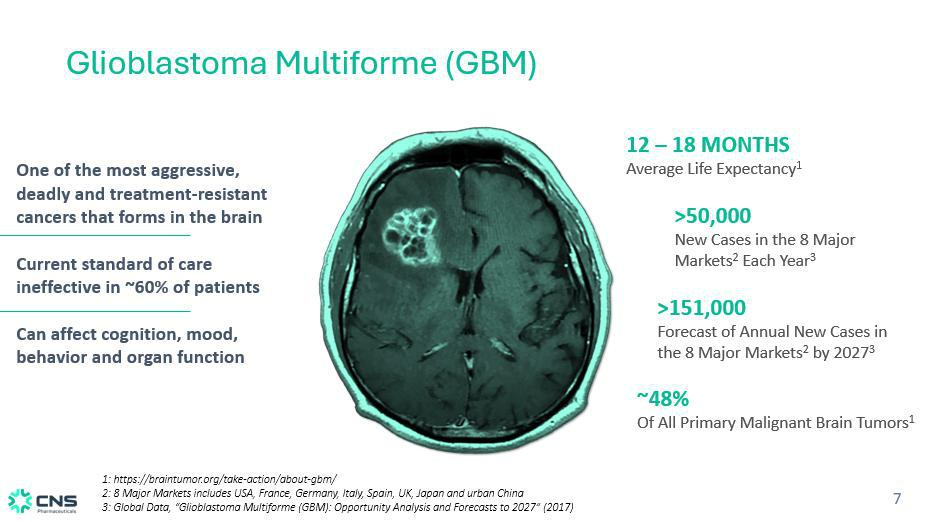 Glioblastoma Multiforme (GBM)
One of the most aggressive,
deadly and treatment-resistant
cancers that forms in the brain
Current standard of care
ineffective in ~60% of patients
Can affect cognition, mood,
behavior and organ function
12 – 18 MONTHS
Average Life Expectancy¹
>50,000
New Cases in the 8 Major
Markets² Each Year³
>151,000
Forecast of Annual New Cases in
the 8 Major Markets² by 2027³
~48%
Of All Primary Malignant Brain Tumors¹
1: https://braintumor.org/take-action/about-gbm/
2: 8 Major Markets includes USA, France, Germany, Italy, Spain, UK, Japan and urban China
3: Global Data, "Glioblastoma Multiforme (GBM): Opportunity Analysis and Forecasts to 2027" (2017)
CNS
Pharmaceuticals
7